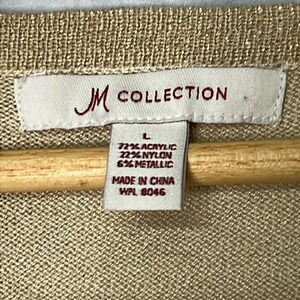 JM COLLECTION
L
72% ACRYLIC
22% NYLON
6% METALLIC
MADE IN CHINA
WPL 8046